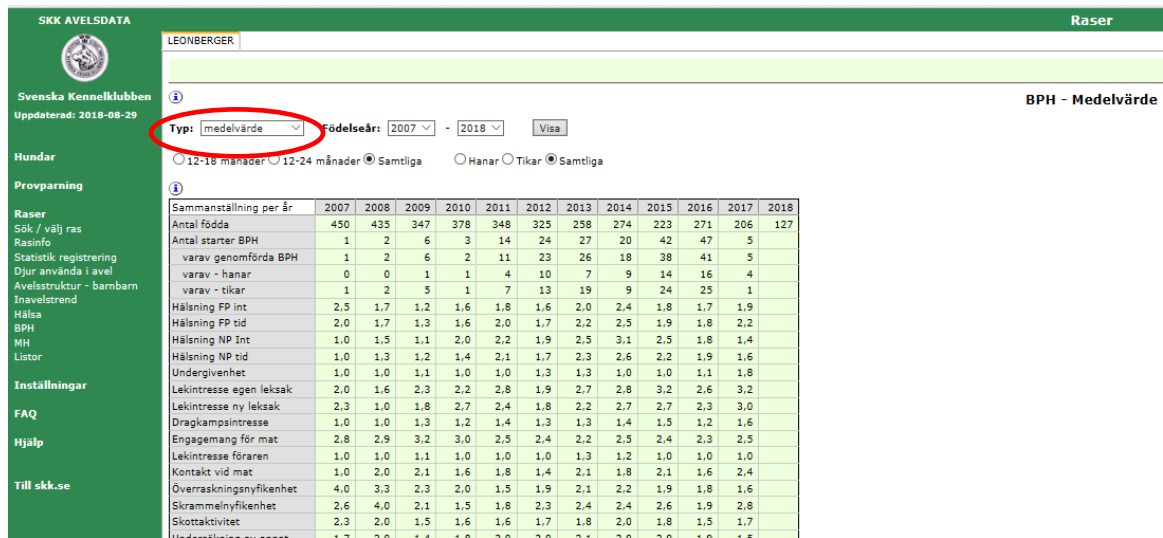 SKK AVELSDATA
Raser
LEONBERGER
Svenska Kennelklubben
Uppdaterad: 2018-08-29
BPH - Medelvärde
Typ: medelvärde Födelseår: 2007 - 2018 Visa
12-18 månader 12-24 månader Samtliga Hanar Tikar Samtliga
Hundar
Provparning
Raser
Sök / välj ras
Rasinfo
Statistik registrering
Djur använda i avel
Avelsstruktur - barnbarn
Inavelstrend
Hälsa
BPH
MH
Listor
Inställningar
FAQ
Hjälp
Till skk.se
Sammanställning per år 2007 2008 2009 2010 2011 2012 2013 2014 2015 2016 2017 2018
Antal födda 450 435 347 378 348 325 258 274 223 271 206 127
Antal starter BPH 1 2 6 3 14 24 27 20 42 47 5
varav genomförda BPH 1 2 6 2 11 23 26 18 38 41 5
varav - hanar 0 0 1 1 4 10 7 9 14 16 4
varav - tikar 1 2 5 1 7 13 19 9 24 25 1
Hälsning FP int 2,5 1,7 1,2 1,6 1,8 1,6 2,0 2,4 1,8 1,7 1,9
Hälsning FP tid 2,0 1,7 1,3 1,6 2,0 1,7 2,2 2,5 1,9 1,8 2,2
Hälsning NP Int 1,0 1,5 1,1 2,0 2,2 1,9 2,5 3,1 2,5 1,8 1,4
Hälsning NP tid 1,0 1,3 1,2 1,4 2,1 1,7 2,3 2,6 2,2 1,9 1,6
Undergivenhet 1,0 1,0 1,1 1,0 1,0 1,3 1,3 1,0 1,0 1,1 1,8
Lekintresse egen leksak 2,0 1,6 2,3 2,2 2,8 1,9 2,7 2,8 3,2 2,6 3,2
Lekintresse ny leksak 2,3 1,0 1,8 2,7 2,4 1,8 2,2 2,7 2,7 2,3 3,0
Dragkampsintresse 1,0 1,0 1,3 1,2 1,4 1,3 1,3 1,4 1,5 1,2 1,6
Engagemang för mat 2,8 2,9 3,2 3,0 2,5 2,4 2,2 2,5 2,4 2,3 2,5
Lekintresse föraren 1,0 1,0 1,1 1,0 1,0 1,0 1,3 1,2 1,0 1,0 1,0
Kontakt vid mat 1,0 2,0 2,1 1,6 1,8 1,4 2,1 1,8 2,1 1,6 2,4
Överraskningsnyfikenhet 4,0 3,3 2,3 2,0 1,5 1,9 2,1 2,2 1,9 1,8 1,6
Skrammelnyfikenhet 2,6 4,0 2,1 1,5 1,8 2,3 2,4 2,4 2,6 1,9 2,8
Skottaktivitet 2,3 2,0 1,5 1,6 1,6 1,7 1,8 2,0 1,8 1,5 1,7